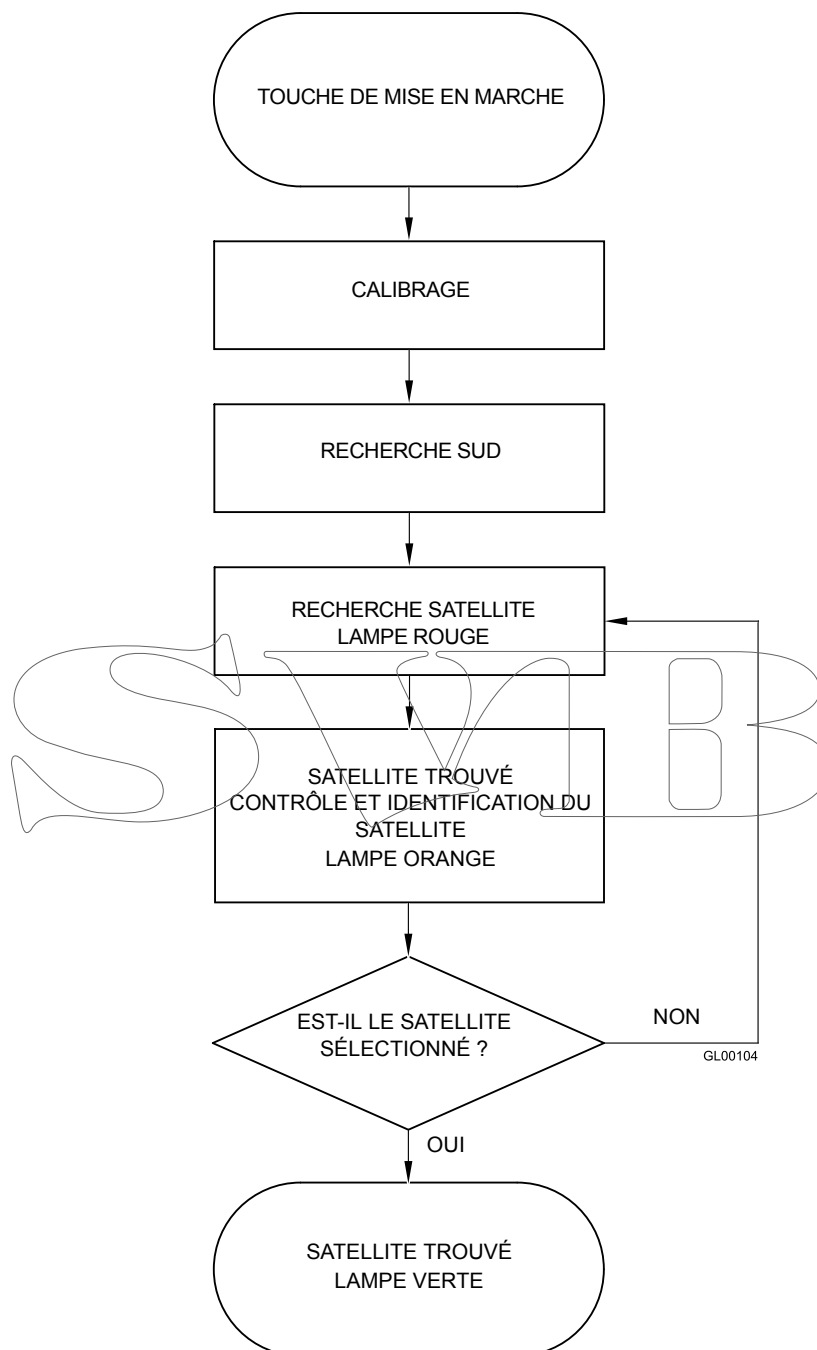 TOUCHE DE MISE EN MARCHE
CALIBRAGE
RECHERCHE SUD
RECHERCHE SATELLITE
LAMPE ROUGE
SVB
SATELLITE TROUVÉ
CONTRÔLE ET IDENTIFICATION DU
SATELLITE
LAMPE ORANGE
EST-IL LE SATELLITE
SÉLECTIONNÉ ?
NON
GL00104
OUI
SATELLITE TROUVÉ
LAMPE VERTE